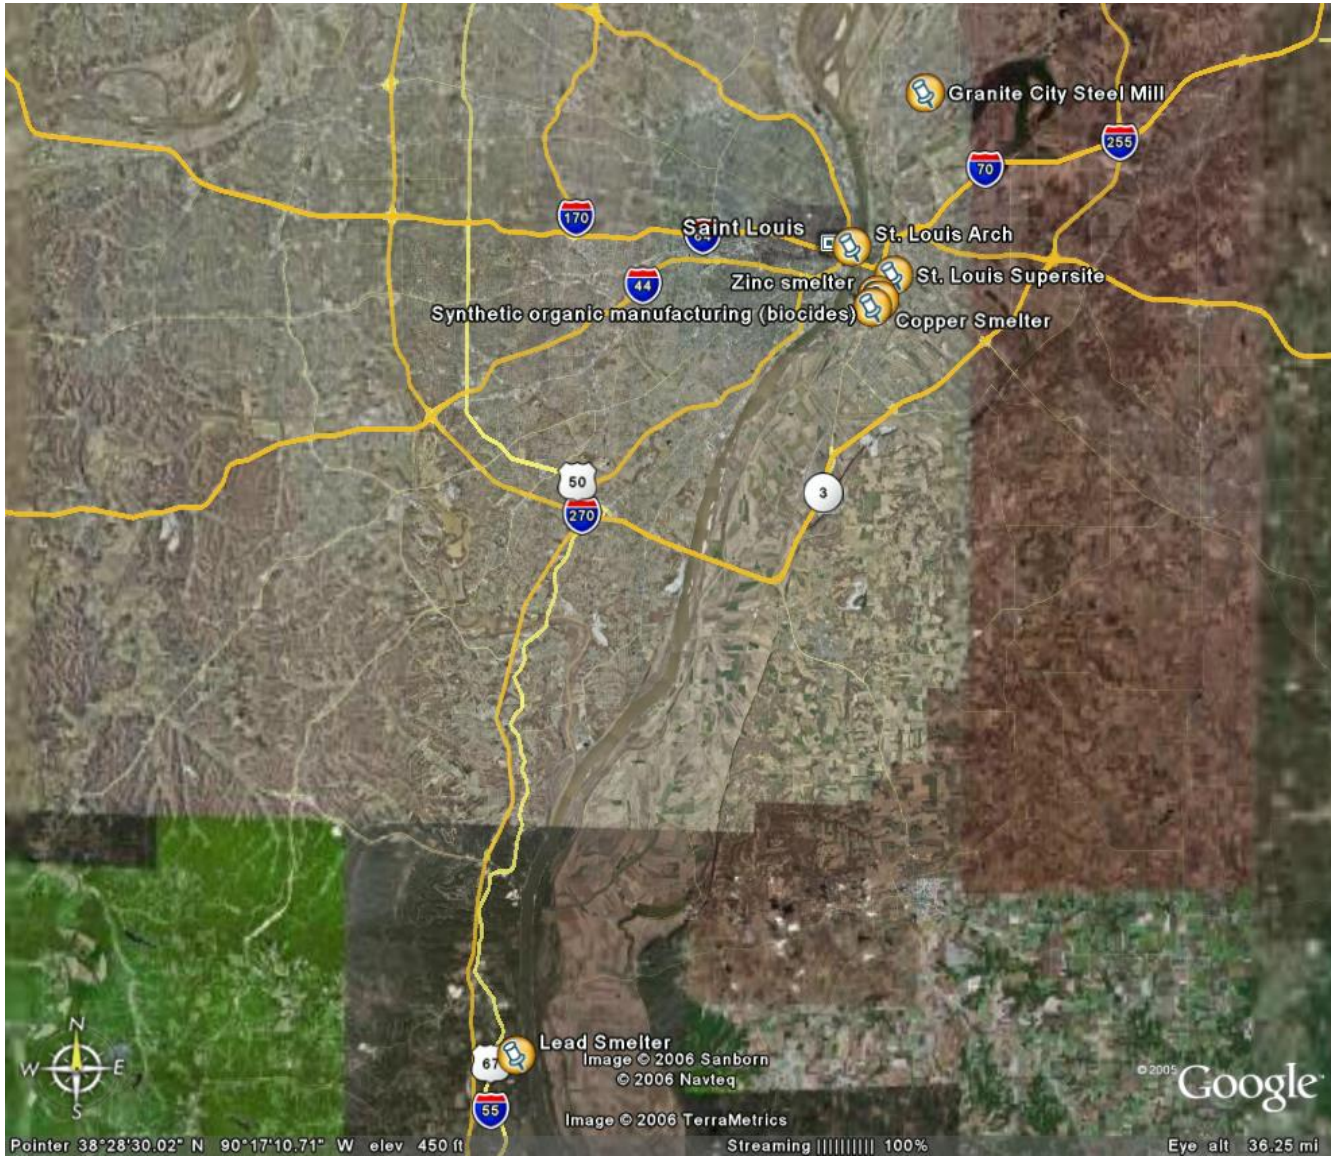 Granite City Steel Mill
255
70
170
64
Saint Louis
St. Louis Arch
St. Louis Supersite
44
Zinc smelter
Synthetic organic manufacturing (biocides)
Copper Smelter
50
3
270
N
W E
S
Lead Smelter
67
Image © 2006 Sanborn
© 2006 Navteq
©2005 Google
55
Image © 2006 TerraMetrics
Pointer 38°28'30.02" N 90°17'10.71" W elev 450 ft Streaming |||||||||| 100% Eye alt 36.25 mi